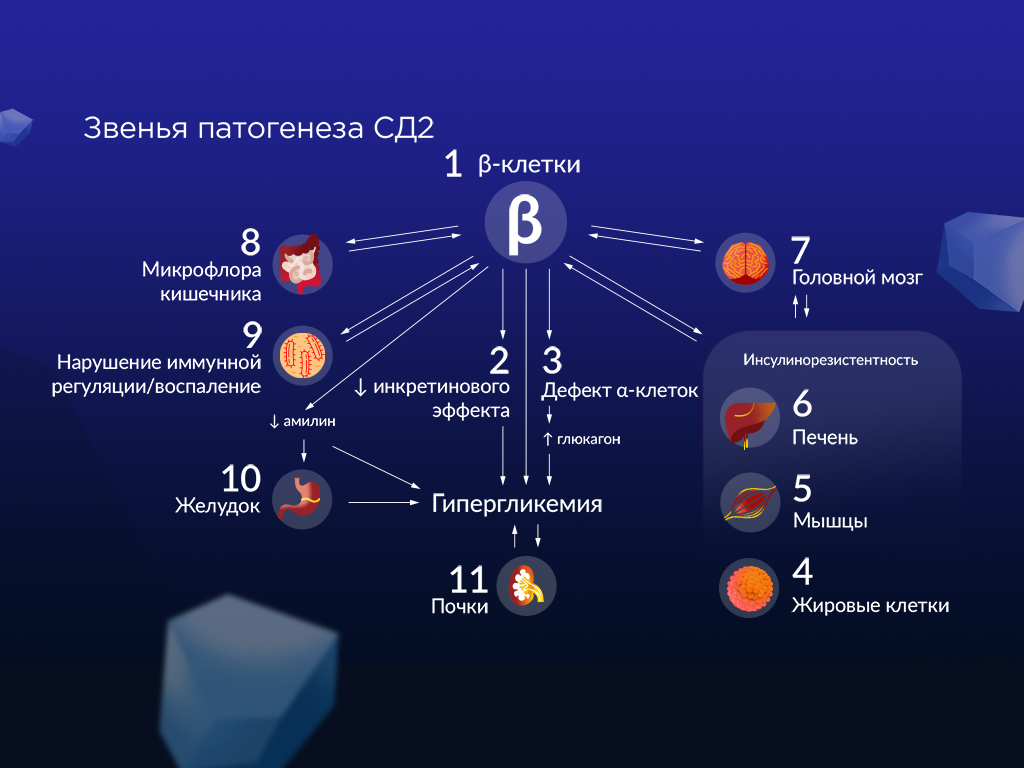 Звенья патогенеза СД2
1 β-клетки
β
8
Микрофлора
кишечника
7
Головной мозг
9
Нарушение иммунной
регуляции/воспаление
2
↓ инкретинового
эффекта
3
Дефект α-клеток
↑ глюкагон
Инсулинорезистентность
6
Печень
↓ амилин
10
Желудок
Гипергликемия
5
Мышцы
11
Почки
4
Жировые клетки